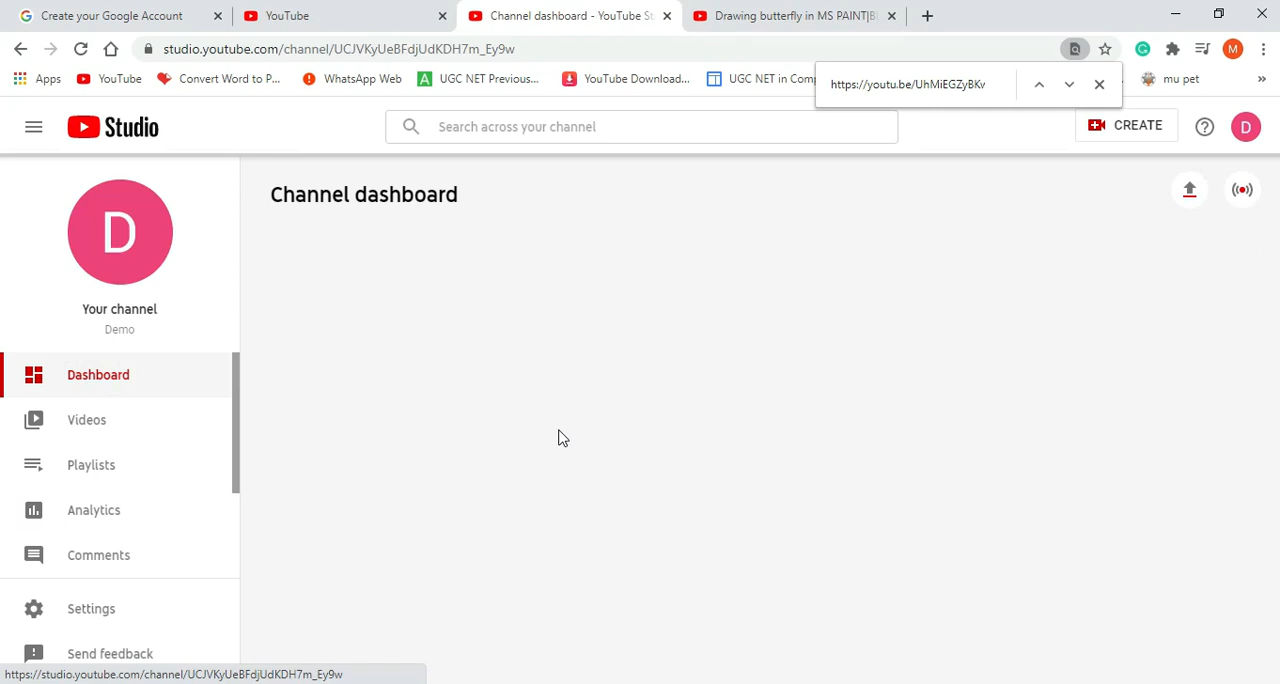 Create your Google Account
YouTube
Channel dashboard - YouTube St
Drawing butterfly in MS PAINT|
studio.youtube.com/channel/UCJVKyUeBFdjUdKDH7m_Ey9w
Apps
YouTube
Convert Word to P...
WhatsApp Web
UGC NET Previous...
YouTube Download...
UGC NET in Comp
mu pet
»
M
https://youtu.be/UhMiEGZyBKv
Studio
Search across your channel
CREATE
D
Channel dashboard
D
Your channel
Demo
Dashboard
Videos
Playlists
Analytics
Comments
Settings
Send feedback
https://studio.youtube.com/channel/UCJVKyUeBFdjUdKDH7m_Ey9w